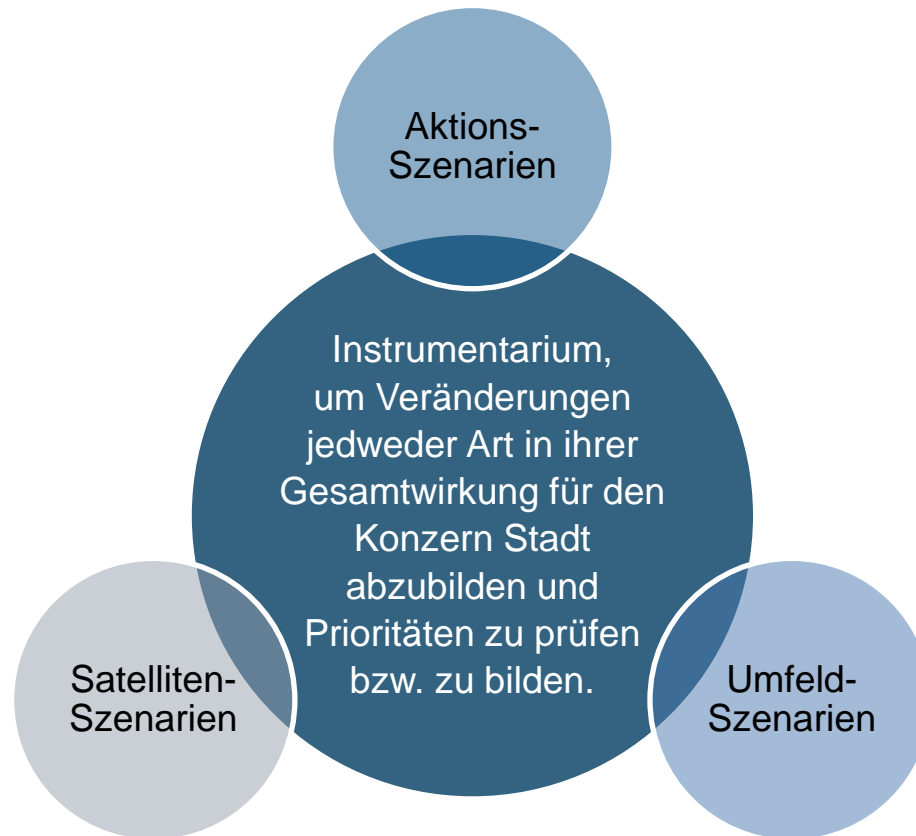 Aktions-
Szenarien
Instrumentarium,
um Veränderungen
jedweder Art in ihrer
Gesamtwirkung für den
Konzern Stadt
abzubilden und
Prioritäten zu prüfen
bzw. zu bilden.
Satelliten-
Szenarien
Umfeld-
Szenarien